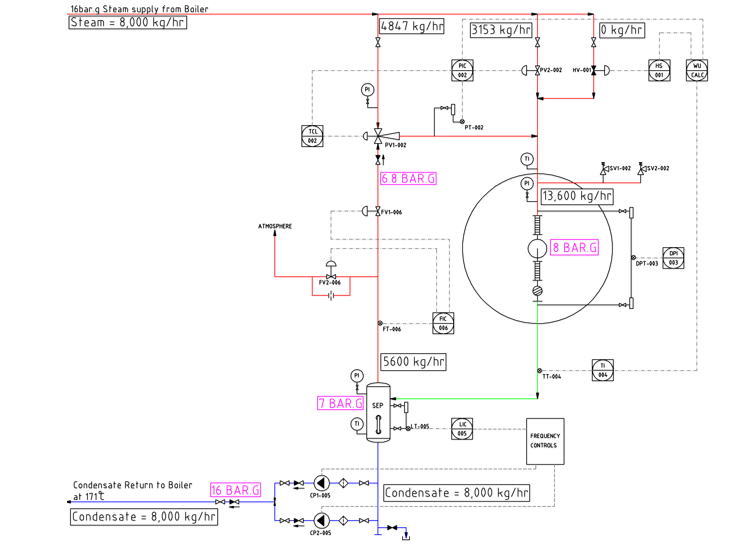 16bar.g Steam supply from Boiler
Steam = 8,000 kg/hr
4847 kg/hr
3153 kg/hr
0 kg/hr
PIC
002
PV2-002
HV-001
HS
001
WU
CALC
PI
TCL
002
PV1-002
PT-002
TI
6.8 BAR.G
PI
SV1-002
SV2-002
13,600 kg/hr
FV1-006
ATMOSPHERE
8 BAR.G
DPT-003
DPI
003
FV2-006
FT-006
FIC
006
5600 kg/hr
PI
TT-004
TI
004
7 BAR.G
SEP
TI
LT-005
LIC
005
FREQUENCY
CONTROLS
Condensate Return to Boiler
at 171℃
16 BAR.G
CP1-005
Condensate = 8,000 kg/hr
Condensate = 8,000 kg/hr
CP2-005